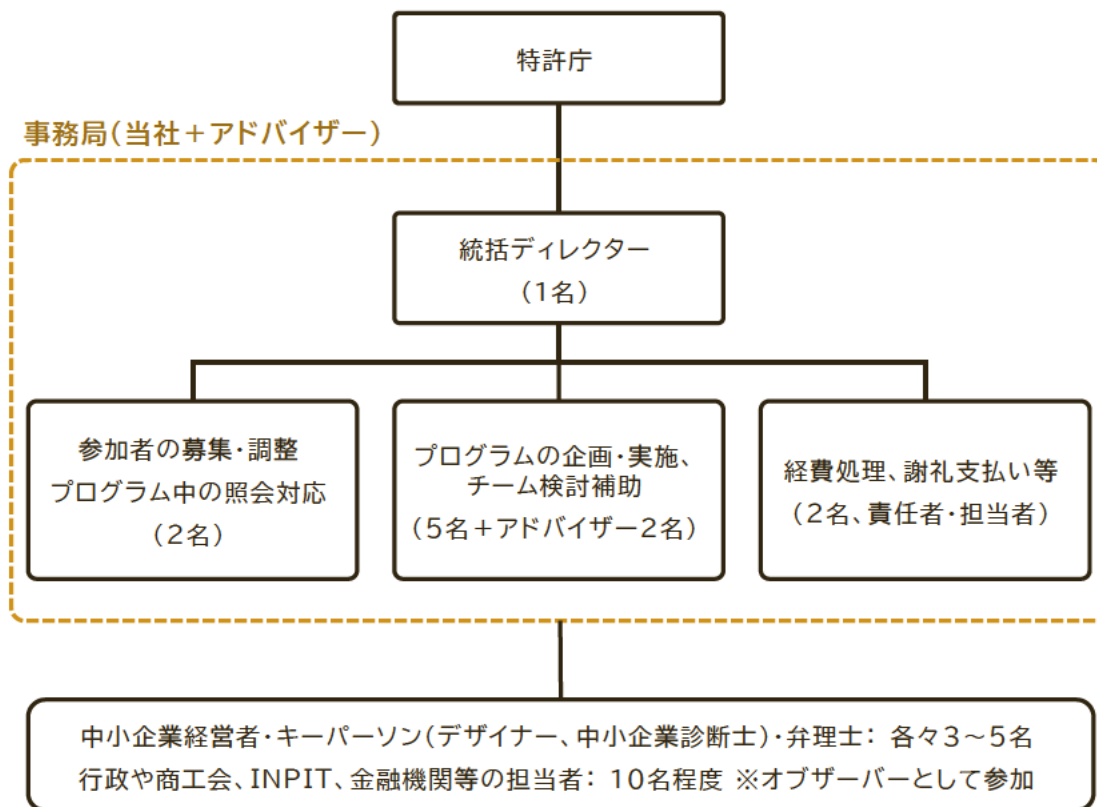 特許庁
事務局(当社+アドバイザー)
統括ディレクター
(1名)
参加者の募集・調整
プログラム中の照会対応
(2名)
プログラムの企画・実施、
チーム検討補助
(5名+アドバイザー2名)
経費処理、謝礼支払い等
(2名、責任者・担当者)
中小企業経営者・キーパーソン(デザイナー、中小企業診断士)・弁理士: 各々3~5名
行政や商工会、INPIT、金融機関等の担当者: 10名程度 ※オブザーバーとして参加